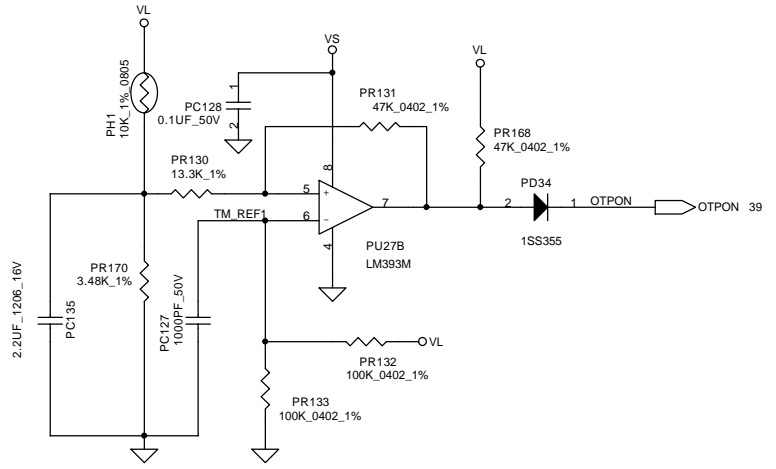 VL
PH1
10K_1%_0805
VS
1
PC128
2
0.1UF_50V
PR131
47K_0402_1%
VL
PR168
47K_0402_1%
PR130
13.3K_1%
8
5
+
TM_REF1
6
−
7
4
PU27B
LM393M
PD34
2
1
OTPON
1SS355
OTPON 39
2.2UF_1206_16V
PC135
PR170
3.48K_1%
PC127
1000PF_50V
PR132
100K_0402_1%
VL
PR133
100K_0402_1%